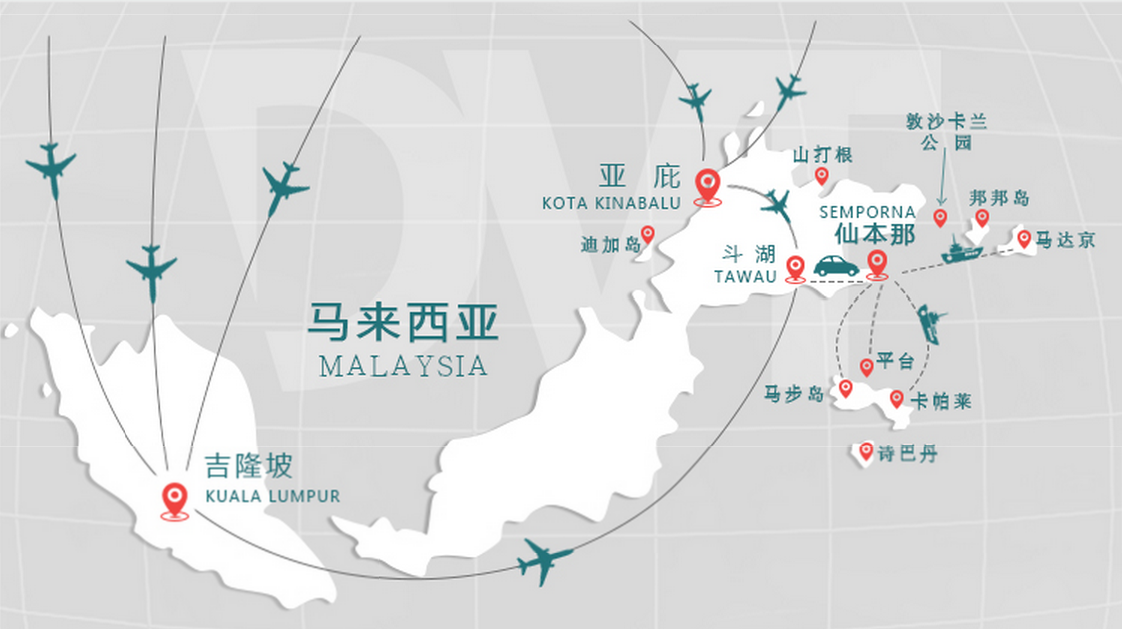 DMT
敦沙卡兰
公 园
山打根
亚 庇
KOTA KINABALU
邦邦岛
SEMPORNA
仙本那
迪加岛
马达京
斗 湖
TAWAU
马来西亚
MALAYSIA
平台
马步岛
卡帕莱
诗巴丹
吉隆坡
KUALA LUMPUR